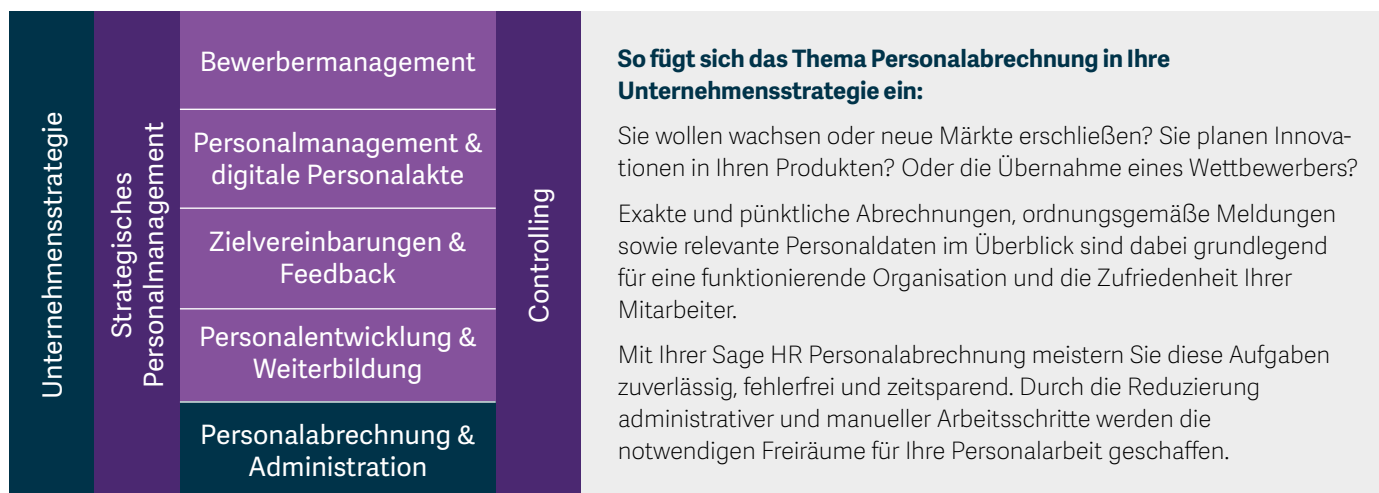 Unternehmensstrategie
Strategisches
Personalmanagement
Bewerbermanagement
Personalmanagement &
digitale Personalakte
Zielvereinbarungen &
Feedback
Personalentwicklung &
Weiterbildung
Personalabrechnung &
Administration
Controlling
So fügt sich das Thema Personalabrechnung in Ihre
Unternehmensstrategie ein:
Sie wollen wachsen oder neue Märkte erschließen? Sie planen Innova-
tionen in Ihren Produkten? Oder die Übernahme eines Wettbewerbers?
Exakte und pünktliche Abrechnungen, ordnungsgemäße Meldungen
sowie relevante Personaldaten im Überblick sind dabei grundlegend
für eine funktionierende Organisation und die Zufriedenheit Ihrer
Mitarbeiter.
Mit Ihrer Sage HR Personalabrechnung meistern Sie diese Aufgaben
zuverlässig, fehlerfrei und zeitsparend. Durch die Reduzierung
administrativer und manueller Arbeitsschritte werden die
notwendigen Freiräume für Ihre Personalarbeit geschaffen.